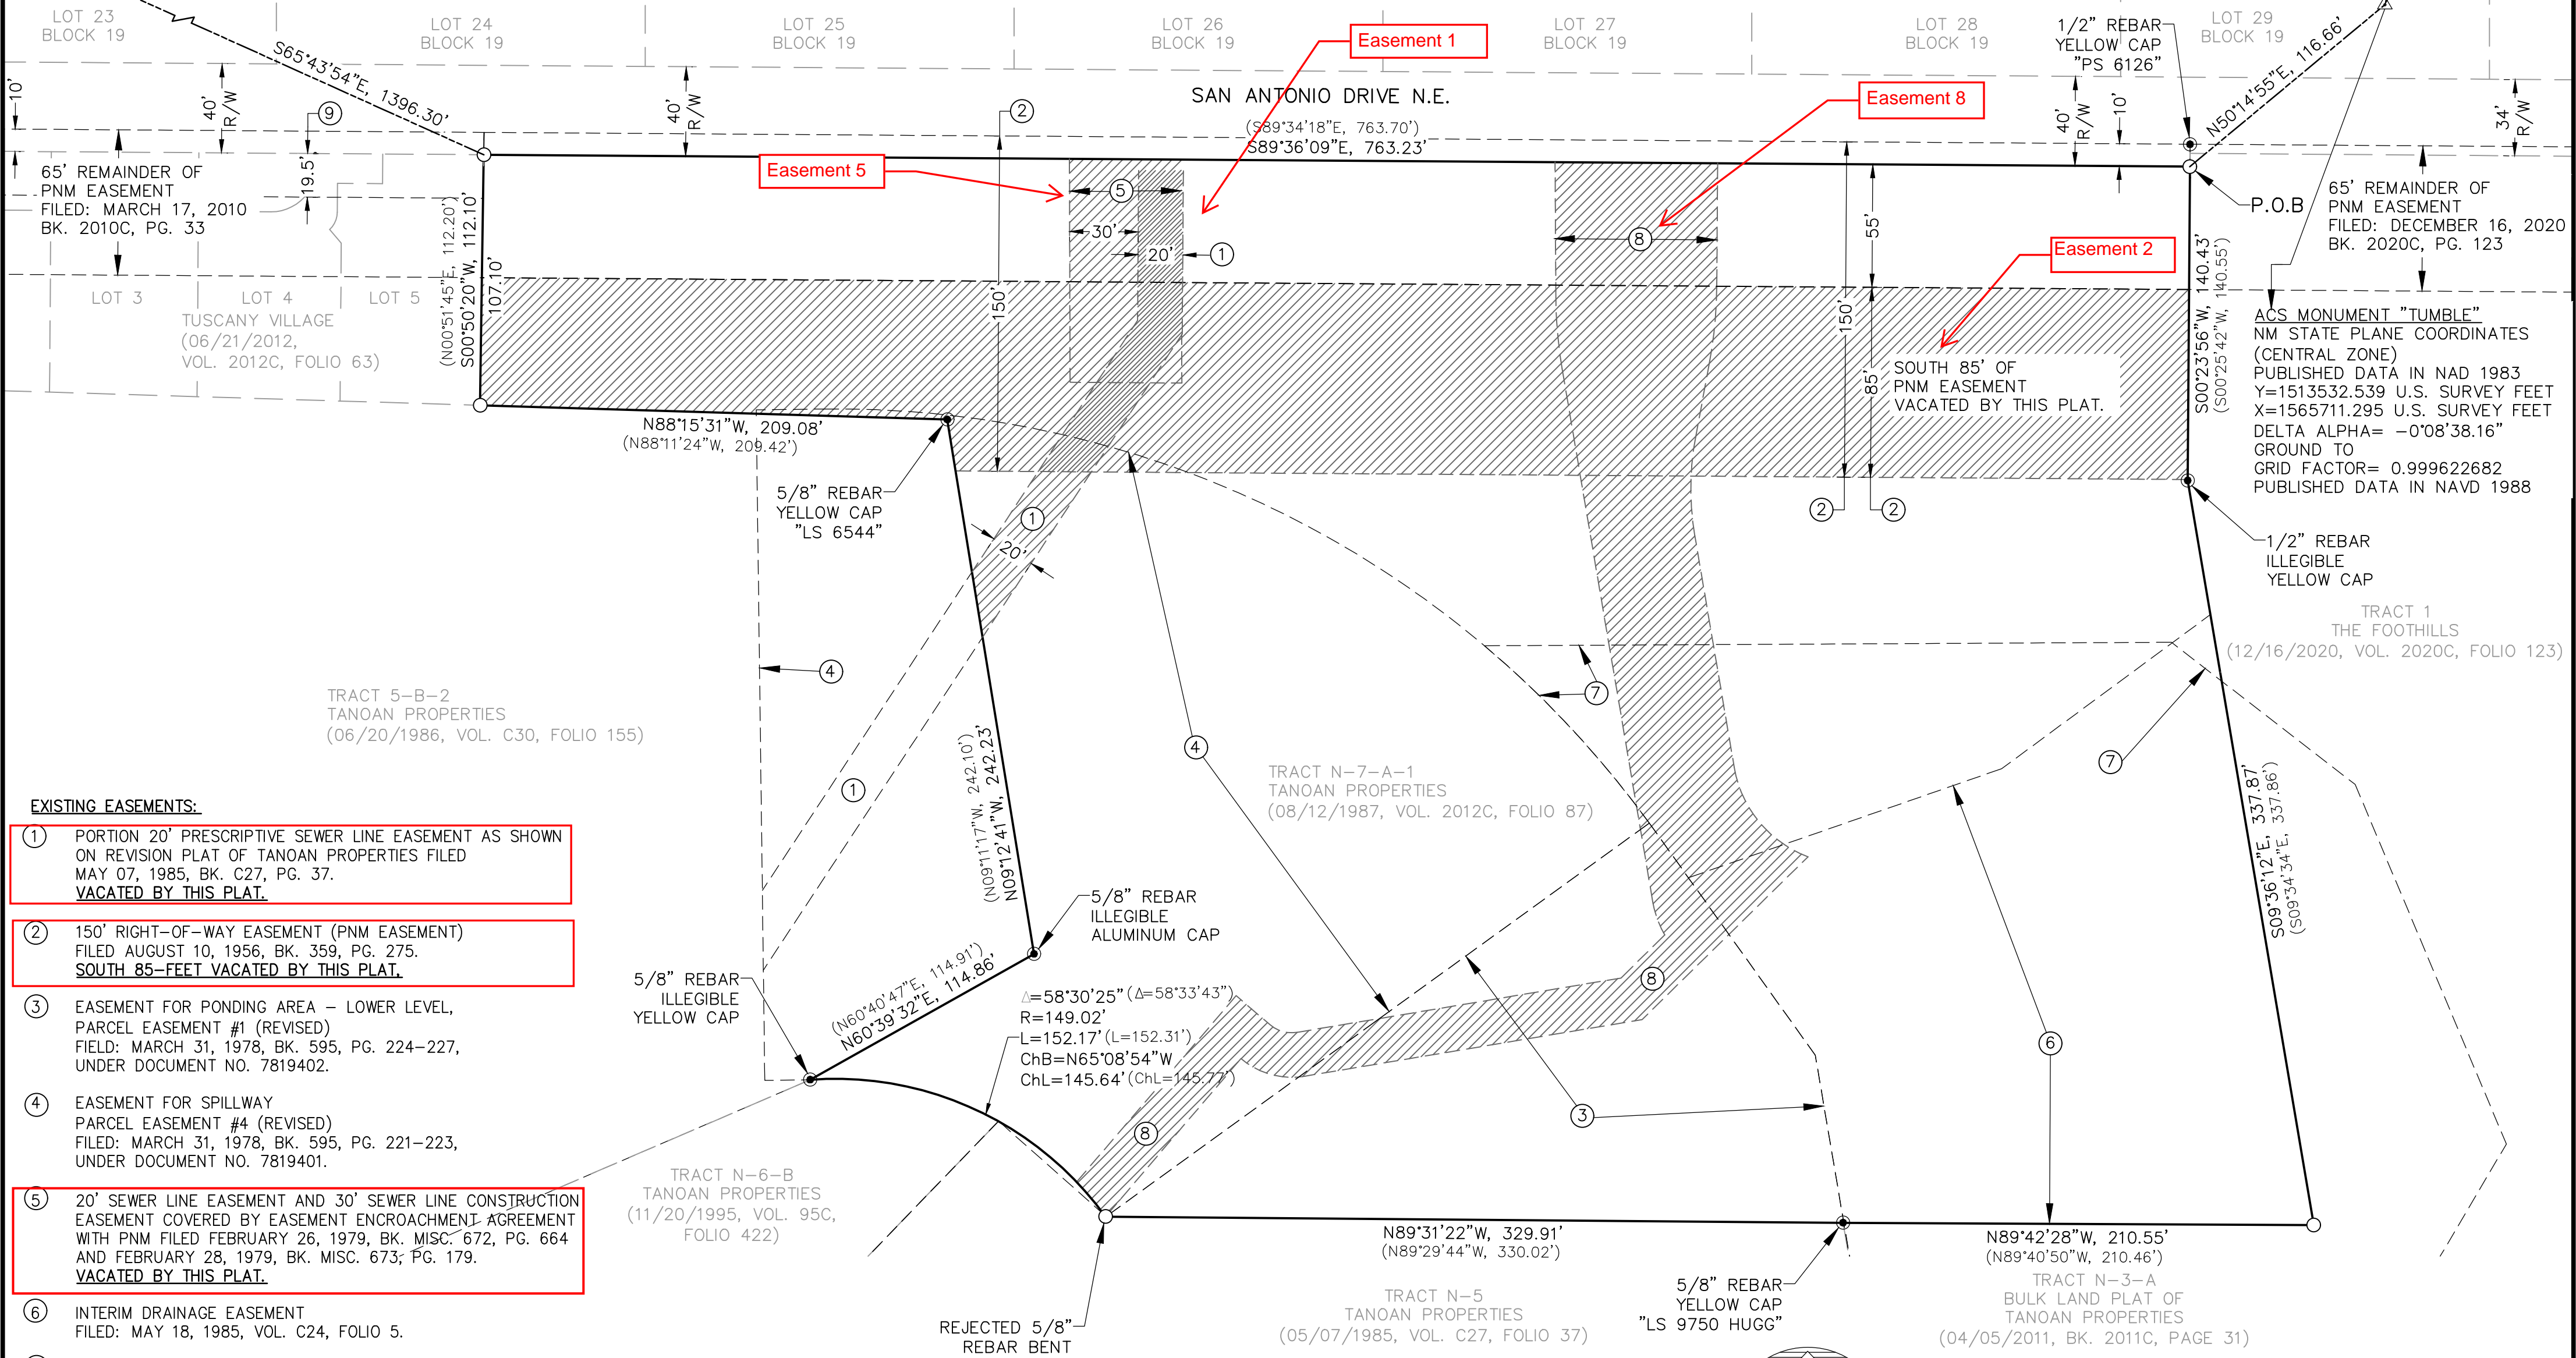 LOT 23
BLOCK 19
LOT 24
BLOCK 19
LOT 25
BLOCK 19
LOT 26
BLOCK 19
LOT 27
BLOCK 19
LOT 28
BLOCK 19
LOT 29
BLOCK 19
Easement 1
1/2" REBAR
YELLOW CAP
"PS 6126"
S65°43'54"E, 1396.30'
N50°14'55"E, 116.66'
10'
40'
R/W
9
40'
R/W
SAN ANTONIO DRIVE N.E.
2
Easement 8
40'
R/W
10'
34'
R/W
(S89°34'18"E, 763.70')
S89°36'09"E, 763.23'
Easement 5
65' REMAINDER OF
PNM EASEMENT
FILED: MARCH 17, 2010
BK. 2010C, PG. 33
19.5'
5
30'
20'
1
8
55'
P.O.B
65' REMAINDER OF
PNM EASEMENT
FILED: DECEMBER 16, 2020
BK. 2020C, PG. 123
Easement 2
(N00°51'45"E, 112.20')
S00°50'20"W, 112.10'
107.10'
LOT 3
LOT 4
LOT 5
TUSCANY VILLAGE
(06/21/2012,
VOL. 2012C, FOLIO 63)
150'
150'
85'
SOUTH 85' OF
PNM EASEMENT
VACATED BY THIS PLAT.
S00°23'56"W, 140.43'
(S00°25'42"W, 140.55')
ACS MONUMENT "TUMBLE"
NM STATE PLANE COORDINATES
(CENTRAL ZONE)
PUBLISHED DATA IN NAD 1983
Y=1513532.539 U.S. SURVEY FEET
X=1565711.295 U.S. SURVEY FEET
DELTA ALPHA= -0°08'38.16"
GROUND TO
GRID FACTOR= 0.999622682
PUBLISHED DATA IN NAVD 1988
N88°15'31"W, 209.08'
(N88°11'24"W, 209.42')
5/8" REBAR
YELLOW CAP
"LS 6544"
1
20'
2
2
1/2" REBAR
ILLEGIBLE
YELLOW CAP
TRACT 1
THE FOOTHILLS
(12/16/2020, VOL. 2020C, FOLIO 123)
4
7
TRACT 5-B-2
TANOAN PROPERTIES
(06/20/1986, VOL. C30, FOLIO 155)
4
7
1
(N09°11'17"W, 242.10')
N09°12'41"W, 242.23'
TRACT N-7-A-1
TANOAN PROPERTIES
(08/12/1987, VOL. 2012C, FOLIO 87)
S09°36'12"E, 337.87'
(S09°34'34"E, 337.86')
EXISTING EASEMENTS:
1 PORTION 20' PRESCRIPTIVE SEWER LINE EASEMENT AS SHOWN
ON REVISION PLAT OF TANOAN PROPERTIES FILED
MAY 07, 1985, BK. C27, PG. 37.
VACATED BY THIS PLAT.
2 150' RIGHT-OF-WAY EASEMENT (PNM EASEMENT)
FILED AUGUST 10, 1956, BK. 359, PG. 275.
SOUTH 85-FEET VACATED BY THIS PLAT.
3 EASEMENT FOR PONDING AREA - LOWER LEVEL,
PARCEL EASEMENT #1 (REVISED)
FIELD: MARCH 31, 1978, BK. 595, PG. 224-227,
UNDER DOCUMENT NO. 7819402.
4 EASEMENT FOR SPILLWAY
PARCEL EASEMENT #4 (REVISED)
FILED: MARCH 31, 1978, BK. 595, PG. 221-223,
UNDER DOCUMENT NO. 7819401.
5 20' SEWER LINE EASEMENT AND 30' SEWER LINE CONSTRUCTION
EASEMENT COVERED BY EASEMENT ENCROACHMENT AGREEMENT
WITH PNM FILED FEBRUARY 26, 1979, BK. MISC. 672, PG. 664
AND FEBRUARY 28, 1979, BK. MISC. 673, PG. 179.
VACATED BY THIS PLAT.
6 INTERIM DRAINAGE EASEMENT
FILED: MAY 18, 1985, VOL. C24, FOLIO 5.
5/8" REBAR
ILLEGIBLE
ALUMINUM CAP
5/8" REBAR
ILLEGIBLE
YELLOW CAP
(N60°40'47"E, 114.91')
N60°39'32"E, 114.86'
Δ=58°30'25" (Δ=58°33'43")
R=149.02'
L=152.17' (L=152.31')
ChB=N65°08'54"W
ChL=145.64' (ChL=145.77')
8
6
3
8
TRACT N-6-B
TANOAN PROPERTIES
(11/20/1995, VOL. 95C,
FOLIO 422)
N89°31'22"W, 329.91'
(N89°29'44"W, 330.02')
N89°42'28"W, 210.55'
(N89°40'50"W, 210.46')
REJECTED 5/8"
REBAR BENT
TRACT N-5
TANOAN PROPERTIES
(05/07/1985, VOL. C27, FOLIO 37)
5/8" REBAR
YELLOW CAP
"LS 9750 HUGG"
TRACT N-3-A
BULK LAND PLAT OF
TANOAN PROPERTIES
(04/05/2011, BK. 2011C, PAGE 31)